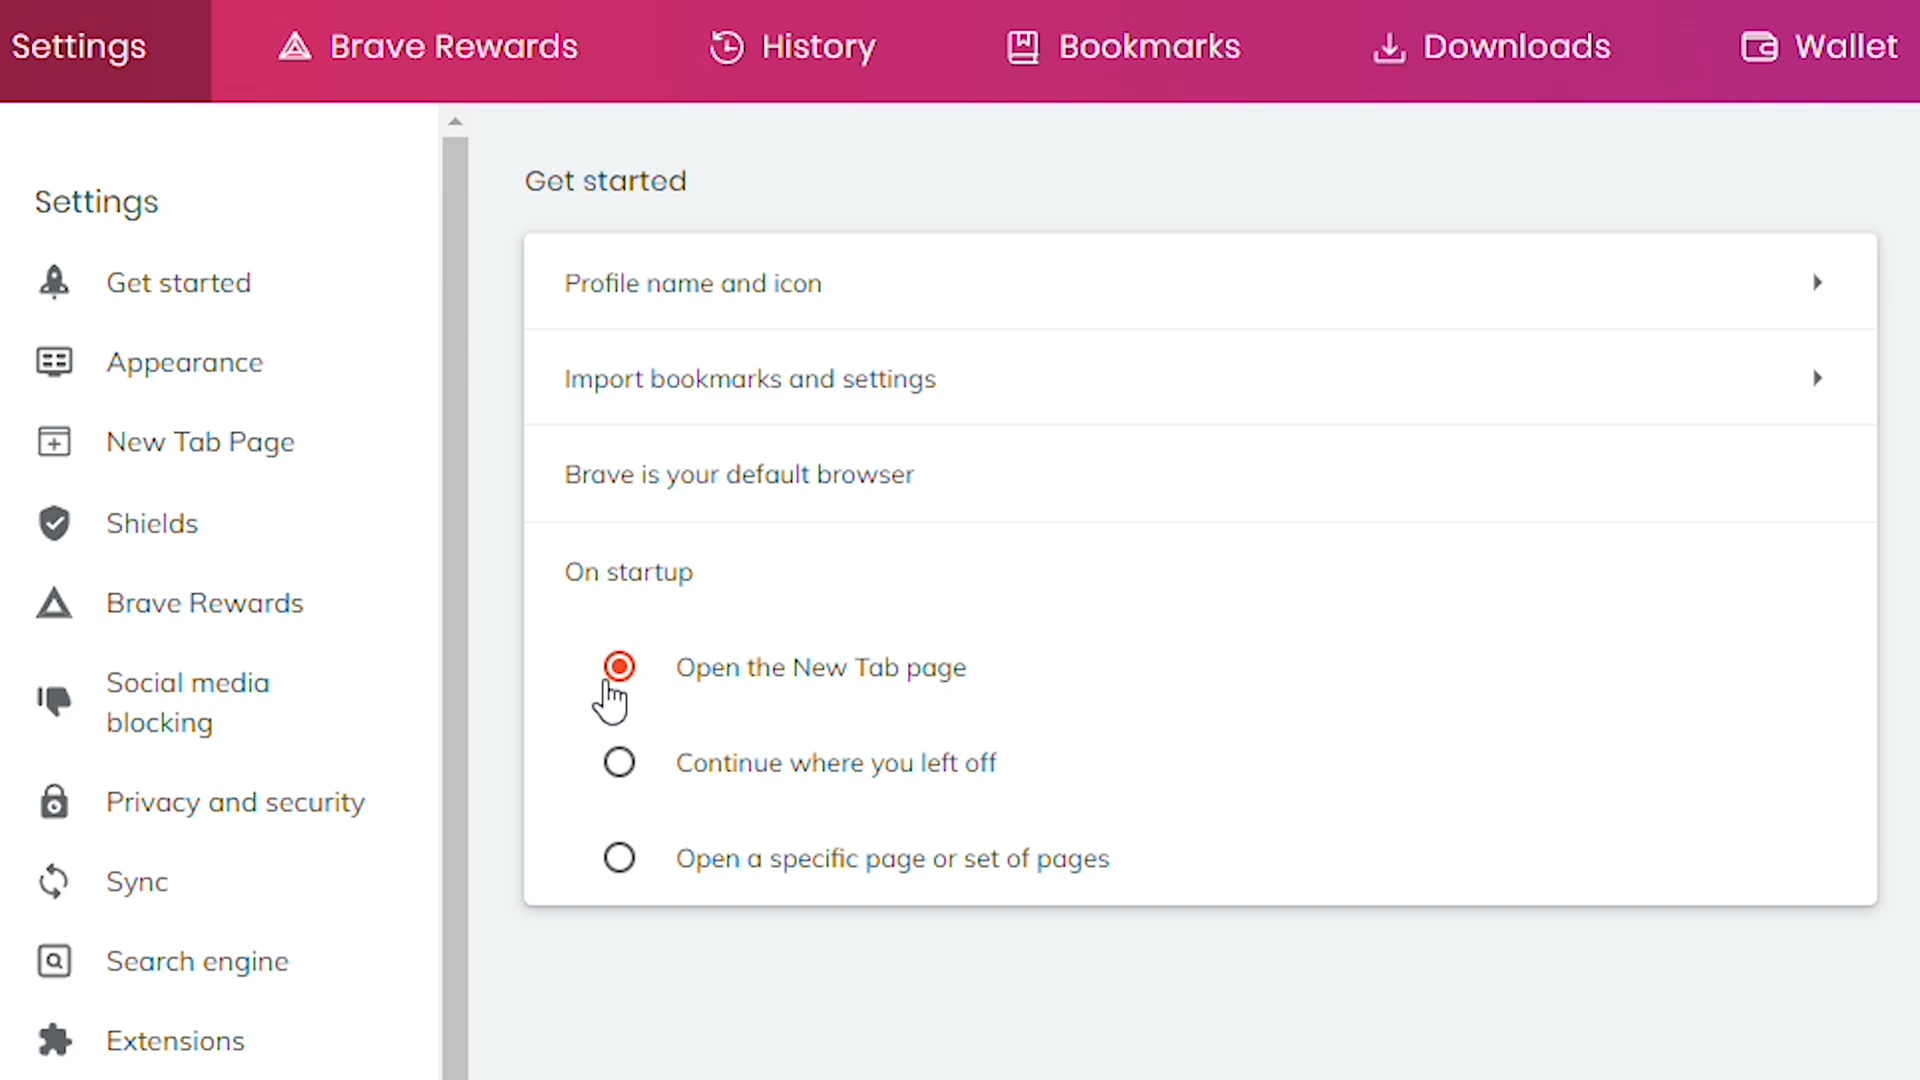 Settings
Brave Rewards
History
Bookmarks
Downloads
Wallet
Settings
Get started
Appearance
New Tab Page
Shields
Brave Rewards
Social media
blocking
Privacy and security
Sync
Search engine
Extensions
Get started
Profile name and icon
Import bookmarks and settings
Brave is your default browser
On startup
Open the New Tab page
Continue where you left off
Open a specific page or set of pages